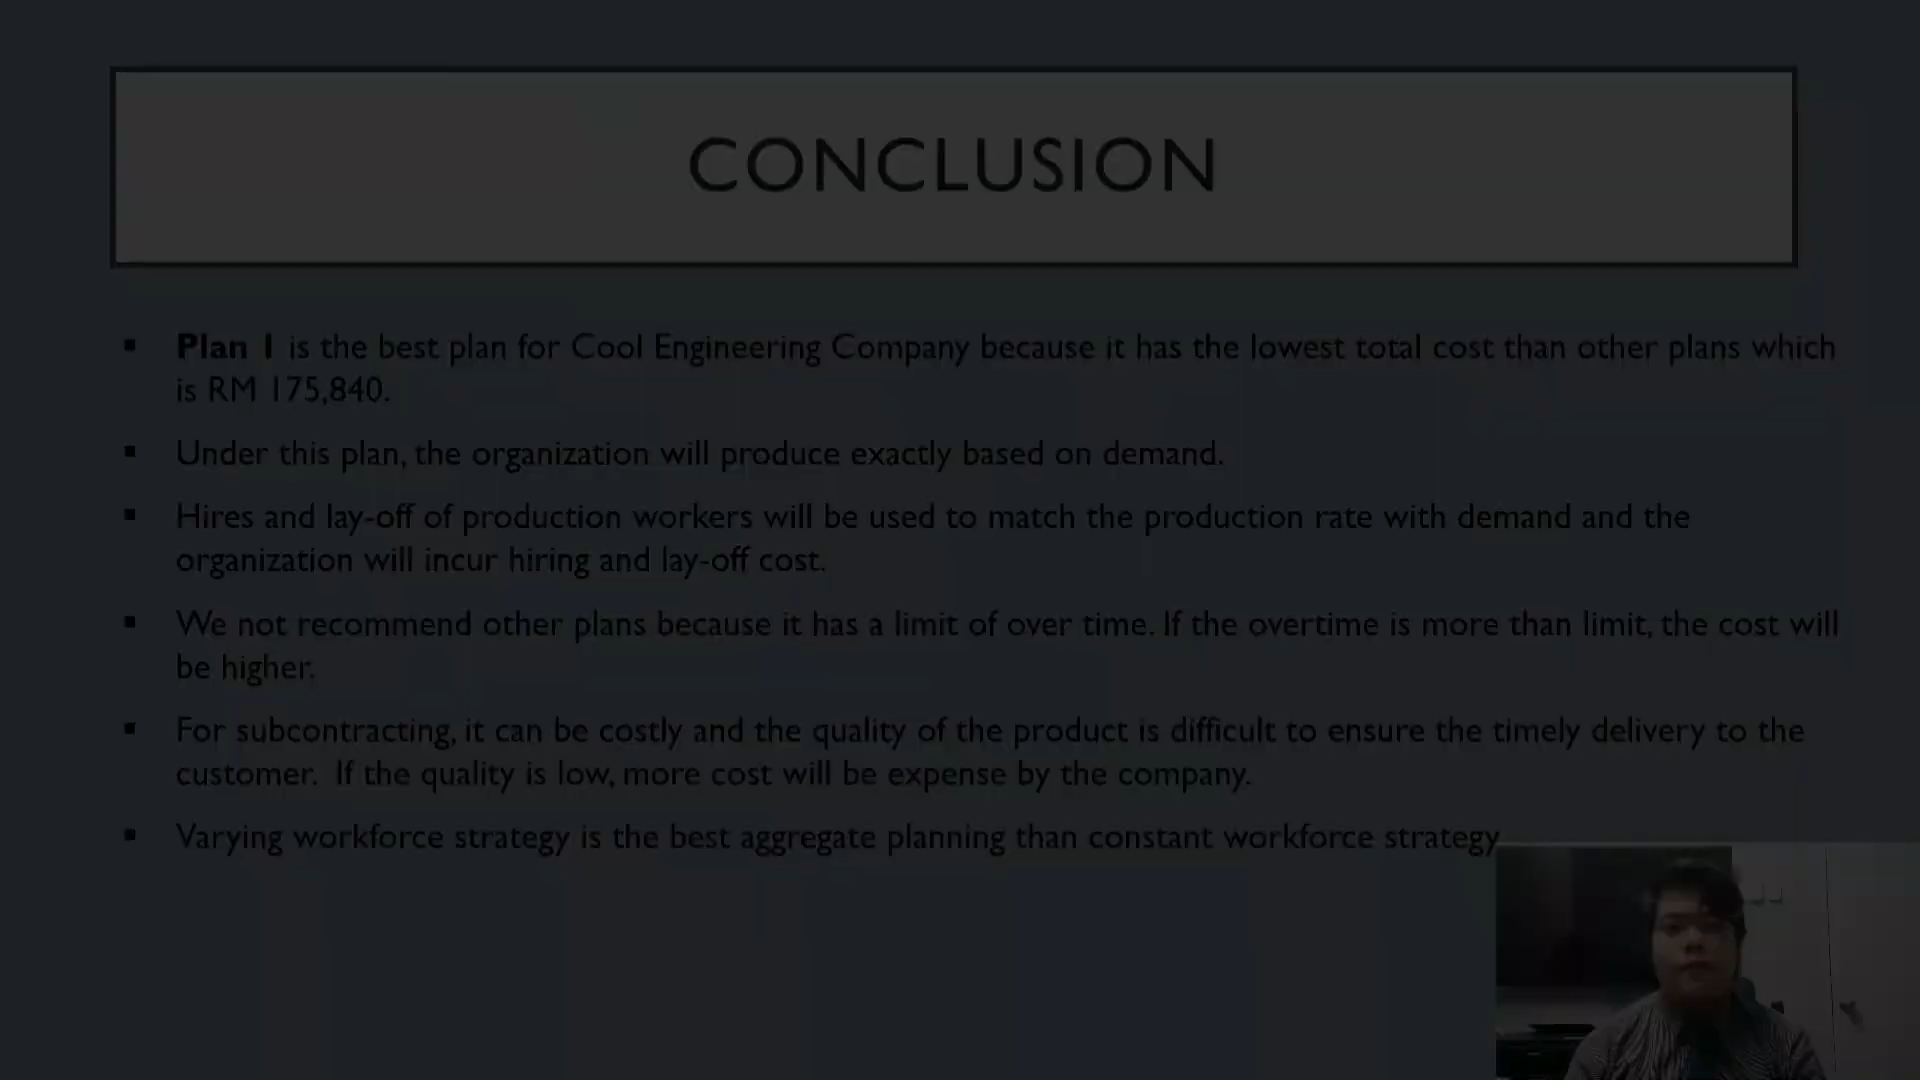 CONCLUSION
▪ Plan 1 is the best plan for Cool Engineering Company because it has the lowest total cost than other plans which
is RM 175,840.
▪ Under this plan, the organization will produce exactly based on demand.
▪ Hires and lay-off of production workers will be used to match the production rate with demand and the
organization will incur hiring and lay-off cost.
▪ We not recommend other plans because it has a limit of over time. If the overtime is more than limit, the cost will
be higher.
▪ For subcontracting, it can be costly and the quality of the product is difficult to ensure the timely delivery to the
customer.  If the quality is low, more cost will be expense by the company.
▪ Varying workforce strategy is the best aggregate planning than constant workforce strategy